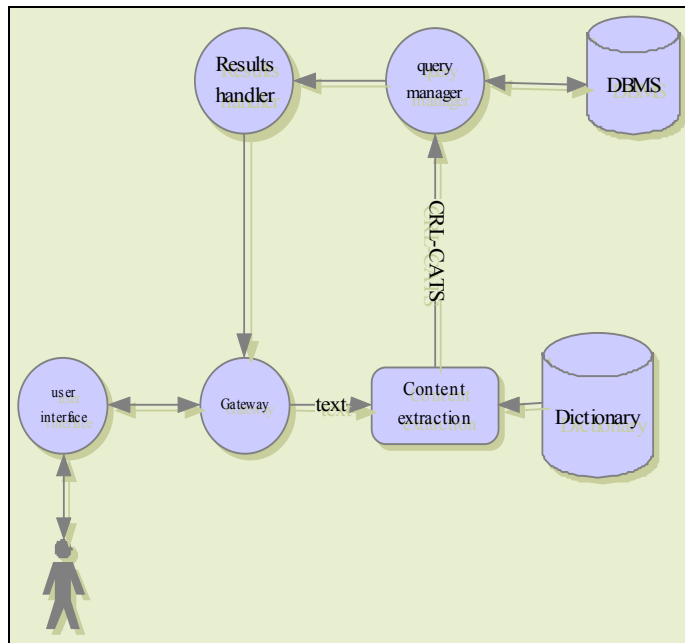 Results
handler
query
manager
DBMS
CRL-CATS
user
interface
Gateway
text
Content
extraction
Dictionary